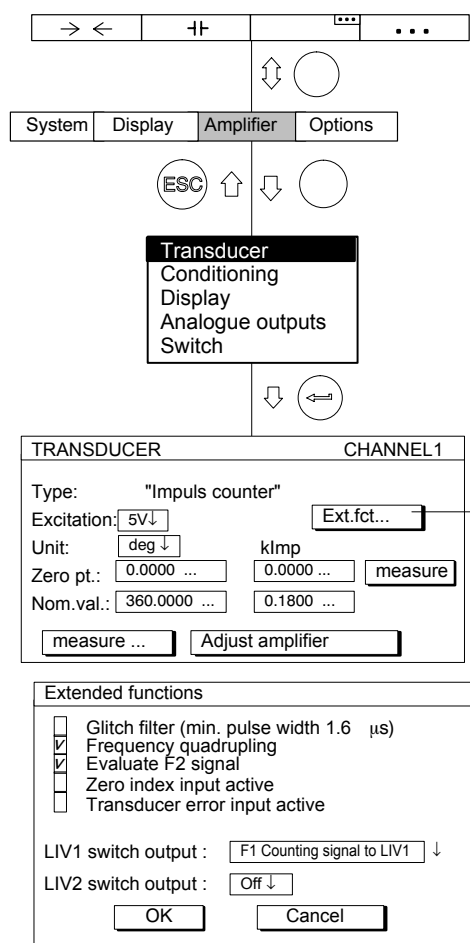 → ← ⊣⊢ ... ...
System Display Amplifier Options
ESC
Transducer
Conditioning
Display
Analogue outputs
Switch
TRANSDUCER CHANNEL1
Type: "Impuls counter"
Excitation: 5V↓ Ext.fct...
Unit: deg ↓ kImp
Zero pt.: 0.0000 ... 0.0000 ... measure
Nom.val.: 360.0000 ... 0.1800 ...
measure ... Adjust amplifier
Extended functions
Glitch filter (min. pulse width 1.6 μs)
V Frequency quadrupling
V Evaluate F2 signal
Zero index input active
Transducer error input active
LIV1 switch output : F1 Counting signal to LIV1 ↓
LIV2 switch output : Off ↓
OK Cancel